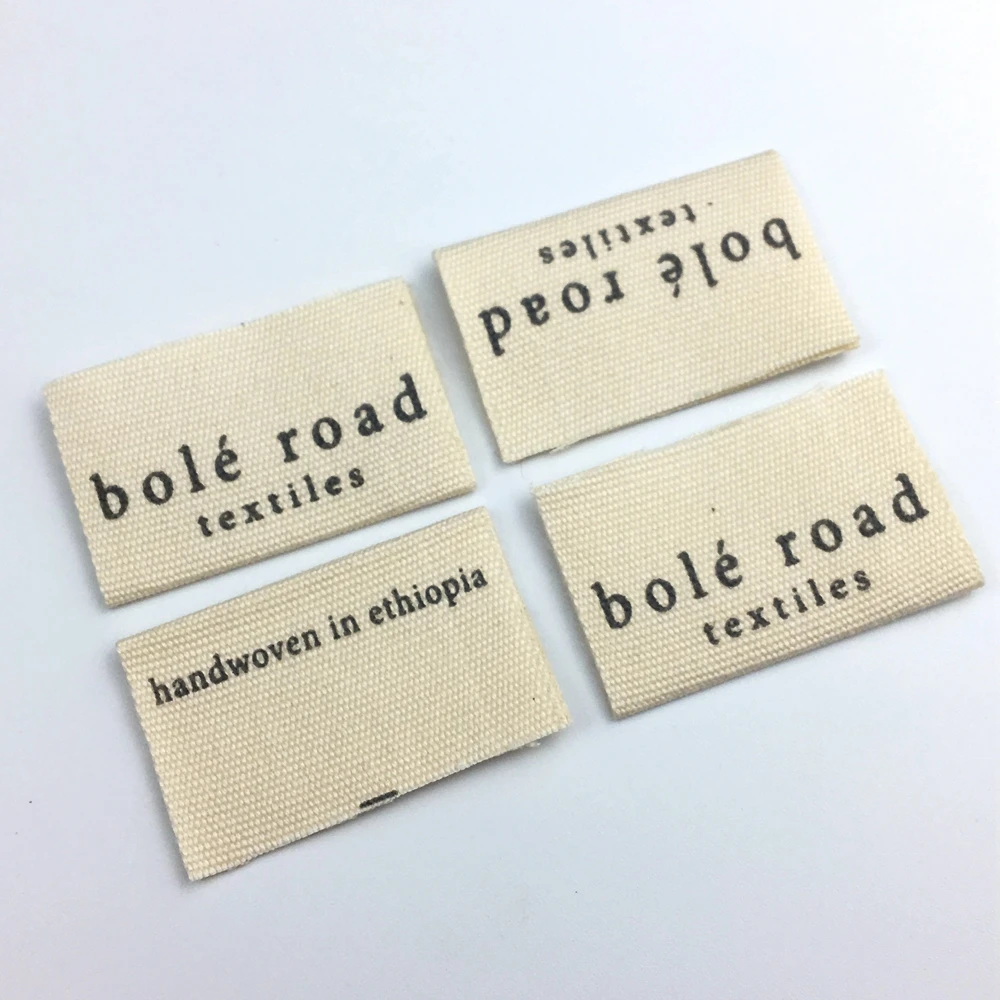 bolé road
textiles
bolé road
textiles
handwoven in ethiopia
bolé road
textiles